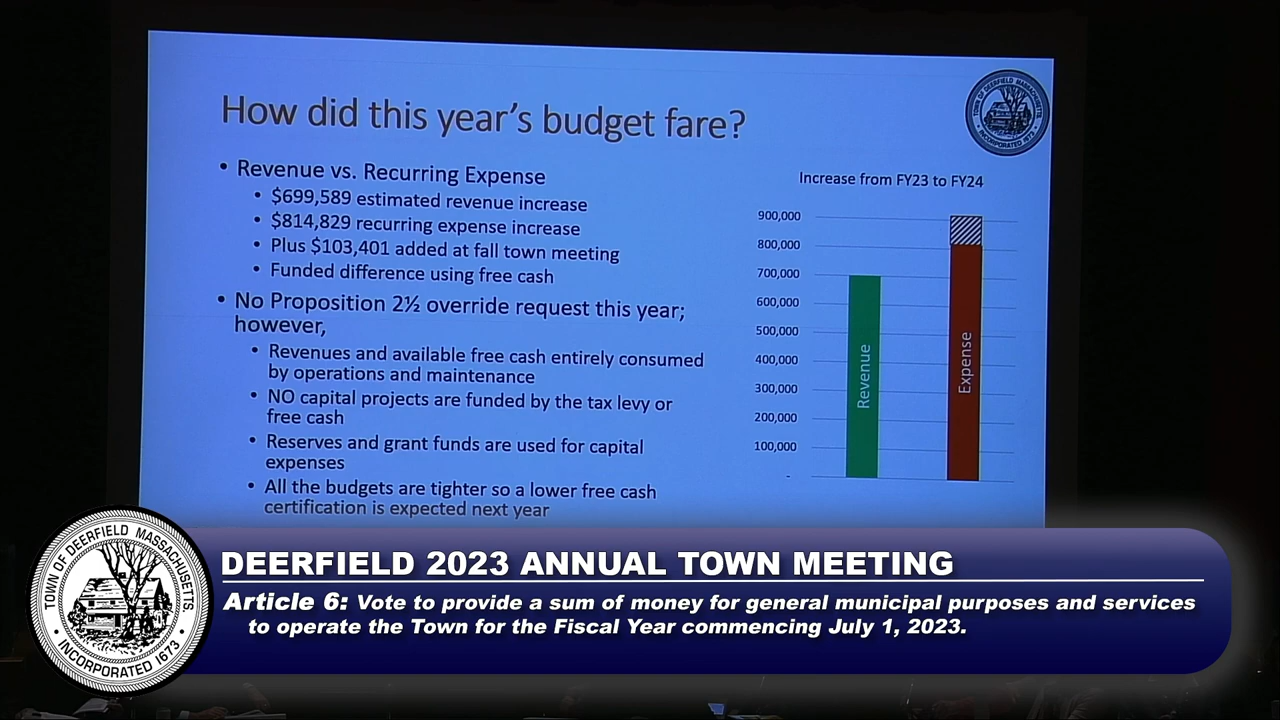 How did this year's budget fare?
• Revenue vs. Recurring Expense
• $699,589 estimated revenue increase
• $814,829 recurring expense increase
• Plus $103,401 added at fall town meeting
• Funded difference using free cash
• No Proposition 2½ override request this year;
however,
• Revenues and available free cash entirely consumed
by operations and maintenance
• NO capital projects are funded by the tax levy or
free cash
• Reserves and grant funds are used for capital
expenses
• All the budgets are tighter so a lower free cash
certification is expected next year
TOWN OF DEERFIELD MASSACHUSETTS
• INCORPORATED 1673 •
Increase from FY23 to FY24
900,000
800,000
700,000
600,000
500,000
400,000
300,000
200,000
100,000
-
Revenue
Expense
TOWN OF DEERFIELD MASSACHUSETTS.
• INCORPORATED 1673 •
DEERFIELD 2023 ANNUAL TOWN MEETING
Article 6: Vote to provide a sum of money for general municipal purposes and services
to operate the Town for the Fiscal Year commencing July 1, 2023.